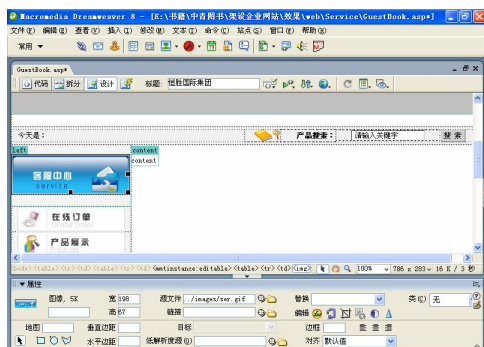 Macromedia Dreamweaver 8 - [E:\书籍\中青图书\架设企业网站\效果\web\Service\GuestBook.asp*]
文件(F) 编辑(E) 查看(V) 插入(I) 修改(M) 文本(T) 命令(C) 站点(S) 窗口(W) 帮助(H)
常用
GuestBook.asp*
代码 拆分 设计 标题: 恒胜国际集团
今天是: 产品搜索: 请输入关键字 搜 索
left content
content
客服中心
service
在线订单
Online Order
产品展示
Products
<body> <table> <tr> <td> <table> <tr> <td> <mmtinstance:editable> <table> <tr> <td> <img> 100% 786 x 283 16 K / 3 秒
属性
图像, 5K 宽 198 源文件 ../images/ser.gif 替换 类(C) 无
高 67 链接 编辑
地图 垂直边距 目标 边框
水平边距 低解析度源(O) 对齐 默认值